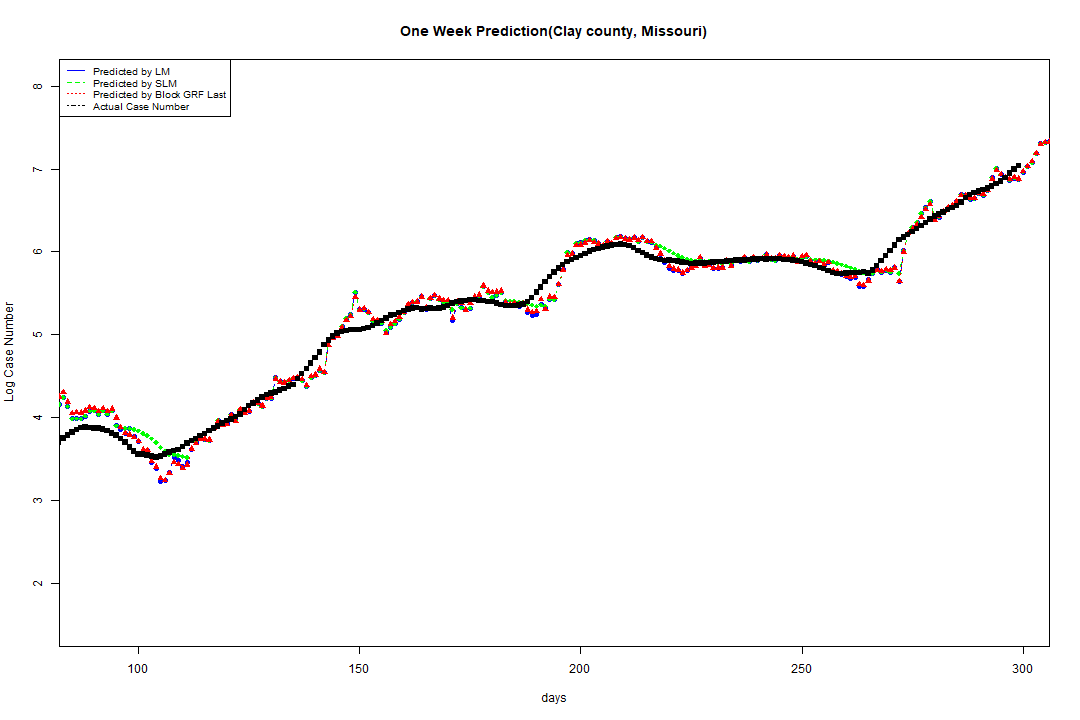 One Week Prediction(Clay county, Missouri)
Predicted by LM
Predicted by SLM
Predicted by Block GRF Last
Actual Case Number
8
7
6
5
4
3
2
Log Case Number
100 150 200 250 300
days